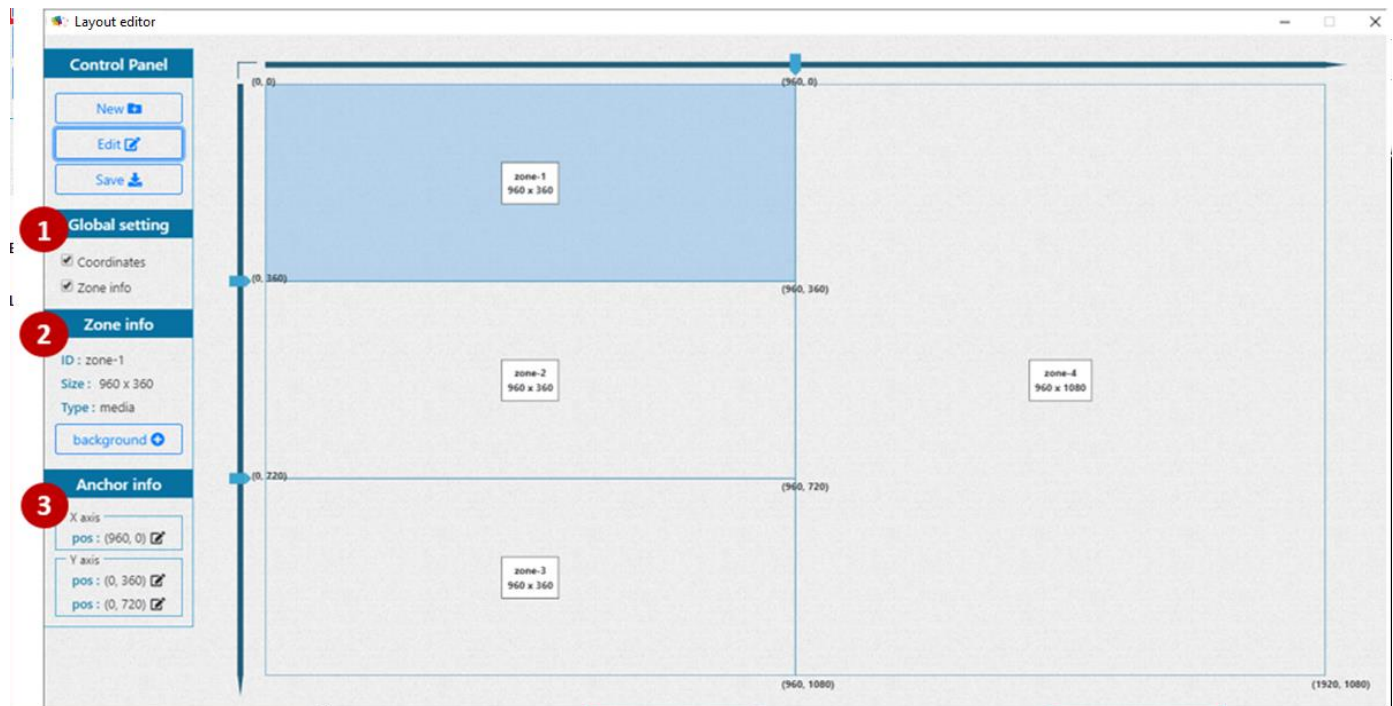 Layout editor
Control Panel
New
Edit
Save
1
Global setting
Coordinates
Zone info
2
Zone info
ID : zone-1
Size : 960 x 360
Type : media
background
3
Anchor info
X axis
pos : (960, 0)
Y axis
pos : (0, 360)
pos : (0, 720)
(0, 0)
(960, 0)
zone-1
960 x 360
(0, 360)
(960, 360)
zone-2
960 x 360
zone-4
960 x 1080
(0, 720)
(960, 720)
zone-3
960 x 360
(960, 1080)
(1920, 1080)